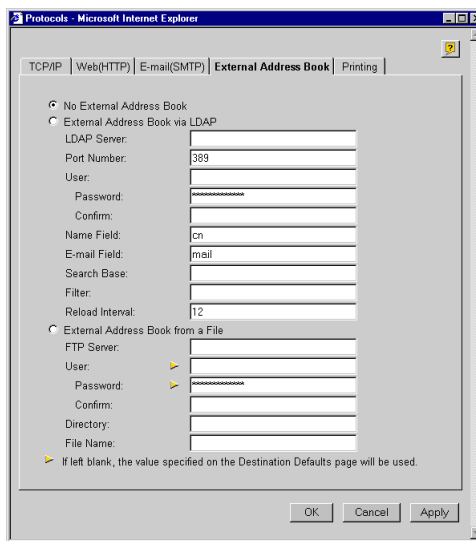 Protocols - Microsoft Internet Explorer
?
TCP/IP Web(HTTP) E-mail(SMTP) External Address Book Printing
No External Address Book
External Address Book via LDAP
LDAP Server:
Port Number: 389
User:
Password: *************
Confirm:
Name Field: cn
E-mail Field: mail
Search Base:
Filter:
Reload Interval: 12
External Address Book from a File
FTP Server:
User:
Password: *************
Confirm:
Directory:
File Name:
If left blank, the value specified on the Destination Defaults page will be used.
OK Cancel Apply